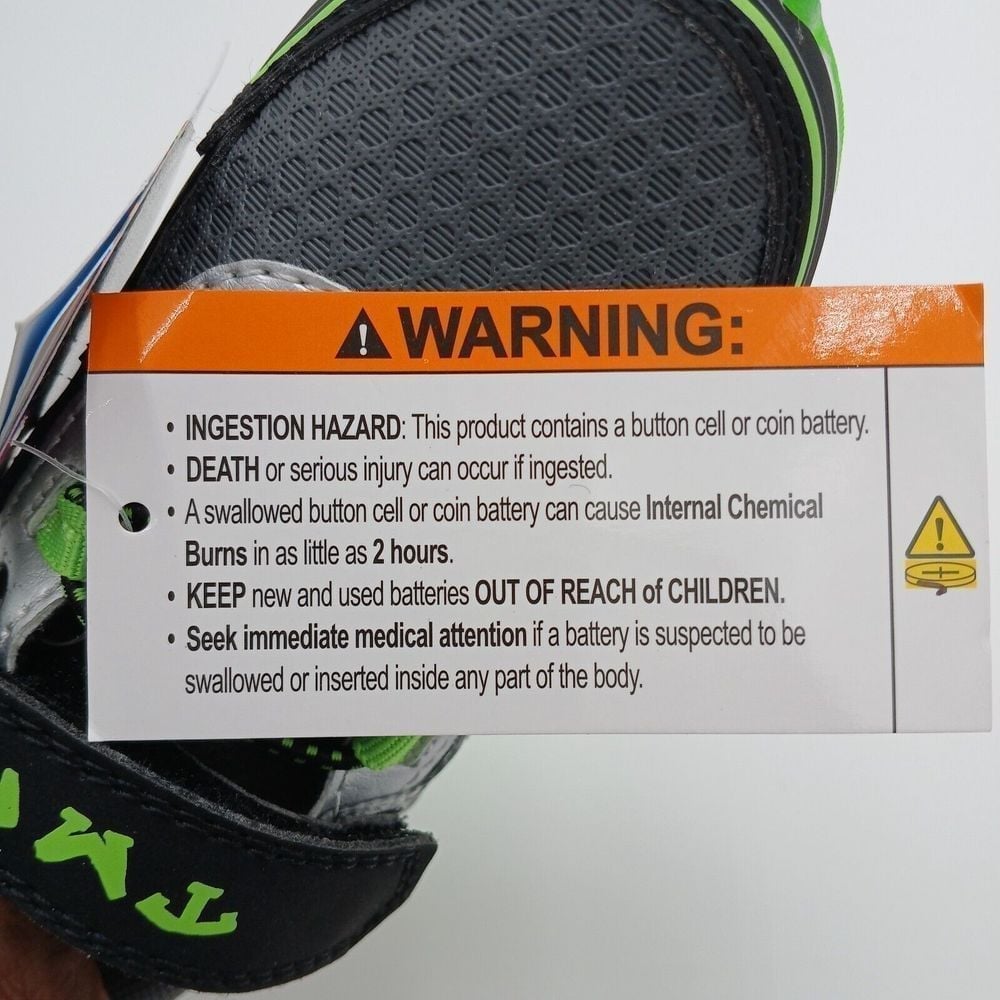 WARNING:
• INGESTION HAZARD: This product contains a button cell or coin battery.
• DEATH or serious injury can occur if ingested.
• A swallowed button cell or coin battery can cause Internal Chemical
Burns in as little as 2 hours.
• KEEP new and used batteries OUT OF REACH of CHILDREN.
• Seek immediate medical attention if a battery is suspected to be
swallowed or inserted inside any part of the body.